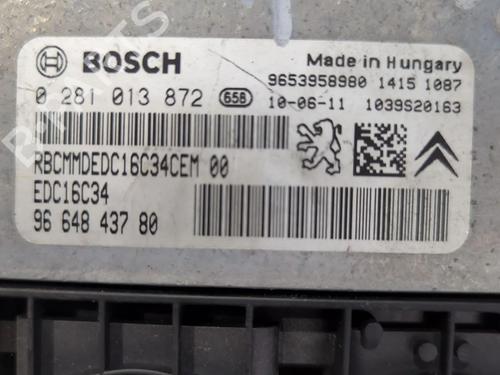 BOSCH
Made in Hungary
9653958980 1415 1087
0 281 013 872 658 10-06-11 1039S20163
RBCMMDEDC16C34CEM 00
EDC16C34
96 648 437 80